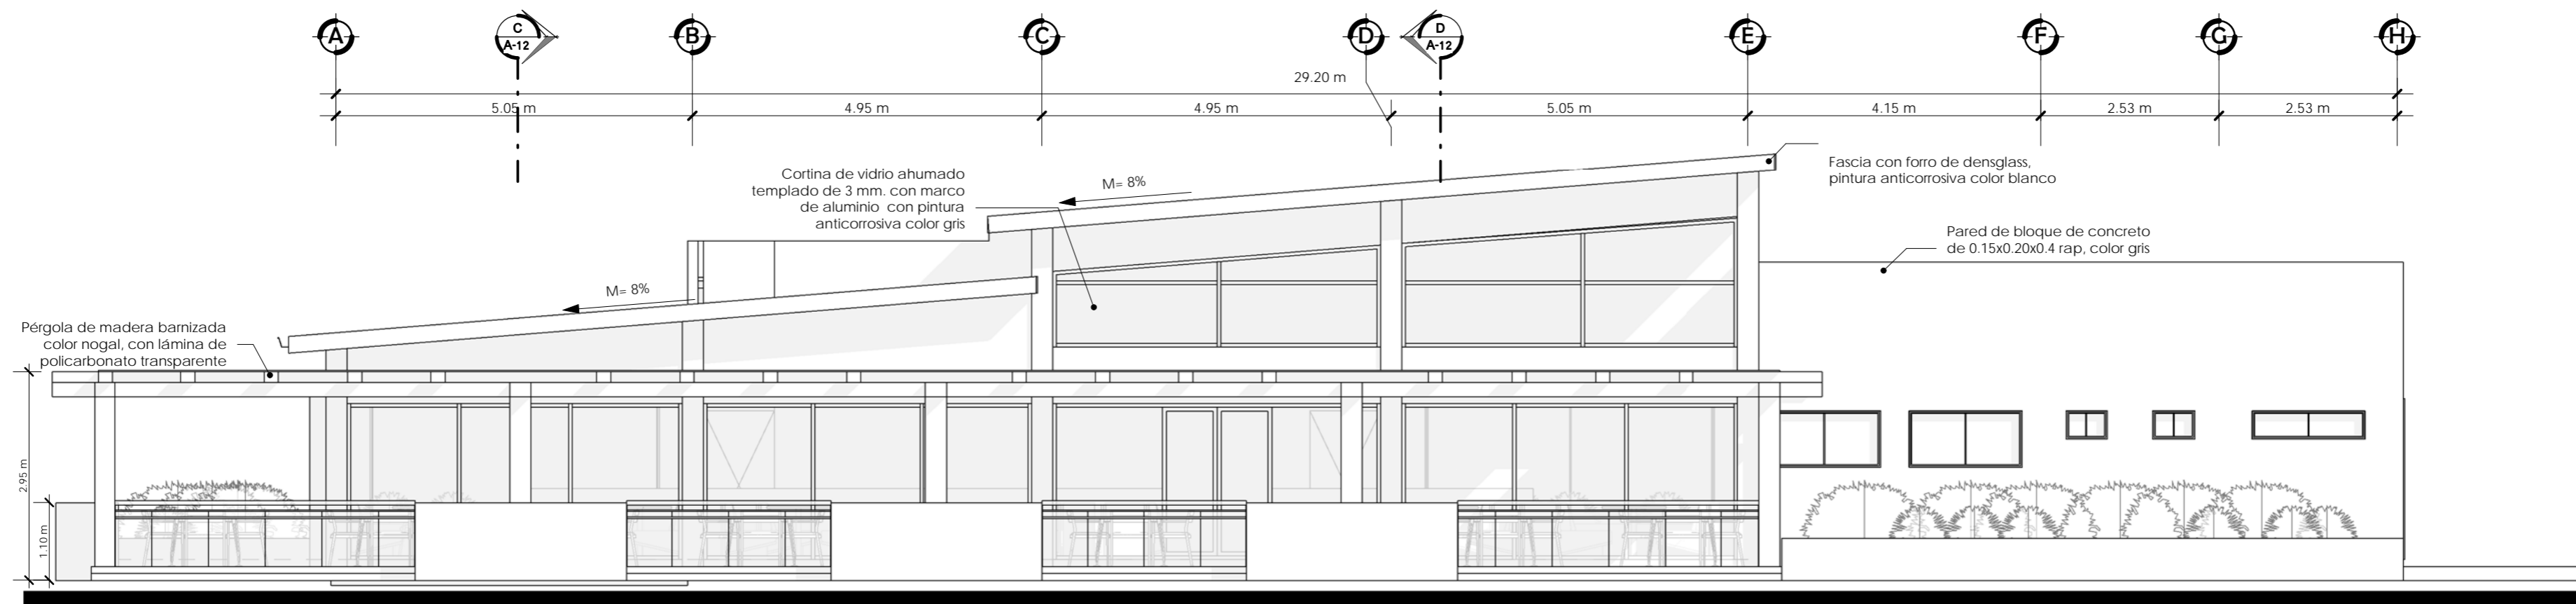 A
C
A-12
B
C
D
D
A-12
E
F
G
H
29.20 m
5.05 m
4.95 m
4.95 m
5.05 m
4.15 m
2.53 m
2.53 m
Cortina de vidrio ahumado
templado de 3 mm. con marco
de aluminio con pintura
anticorrosiva color gris
M= 8%
Fascia con forro de densglass,
pintura anticorrosiva color blanco
Pared de bloque de concreto
de 0.15x0.20x0.4 rap, color gris
M= 8%
Pérgola de madera barnizada
color nogal, con lámina de
policarbonato transparente
2.95 m
1.10 m